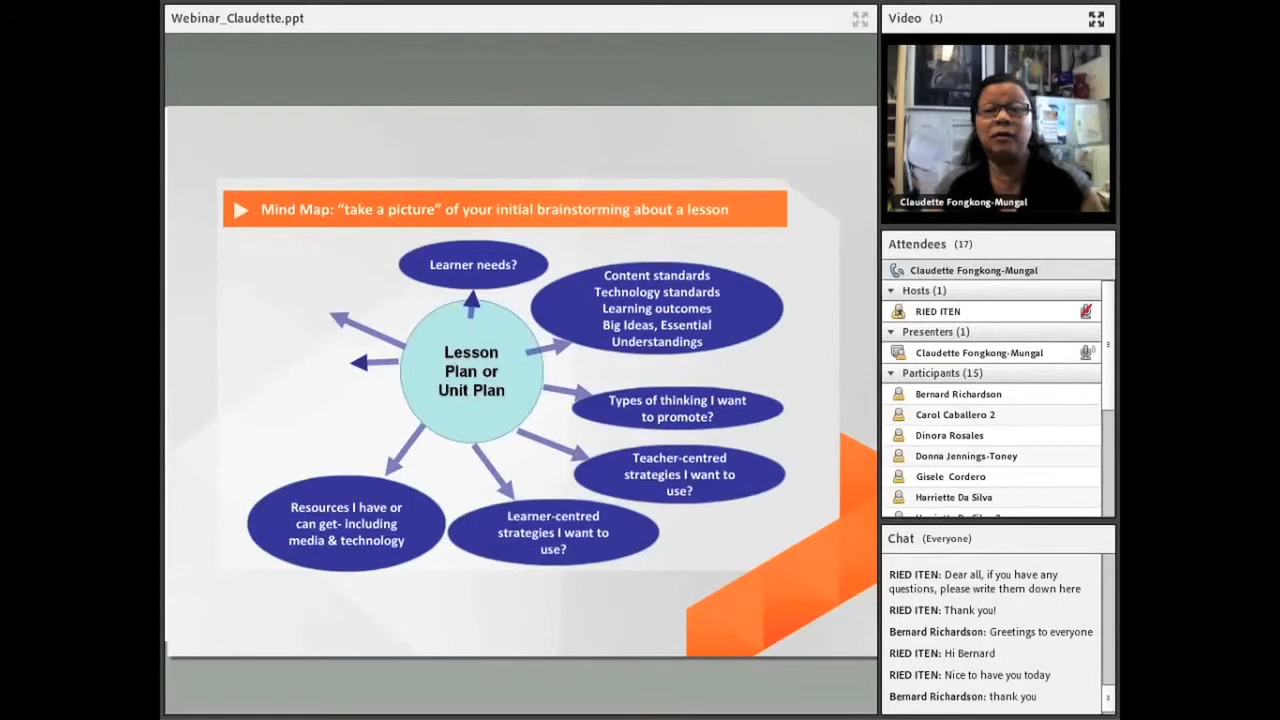 Webinar_Claudette.ppt
Mind Map: “take a picture” of your initial brainstorming about a lesson
Learner needs?
Content standards
Technology standards
Learning outcomes
Big Ideas, Essential
Understandings
Lesson
Plan or
Unit Plan
Types of thinking I want
to promote?
Teacher-centred
strategies I want to
use?
Learner-centred
strategies I want to
use?
Resources I have or
can get- including
media & technology
Video (1)
Claudette Fongkong-Mungal
Attendees (17)
Claudette Fongkong-Mungal
Hosts (1)
RIED ITEN
Presenters (1)
Claudette Fongkong-Mungal
Participants (15)
Bernard Richardson
Carol Caballero 2
Dinora Rosales
Donna Jennings-Toney
Gisele Cordero
Harriette Da Silva
Chat (Everyone)
RIED ITEN: Dear all, if you have any
questions, please write them down here
RIED ITEN: Thank you!
Bernard Richardson: Greetings to everyone
RIED ITEN: Hi Bernard
RIED ITEN: Nice to have you today
Bernard Richardson: thank you